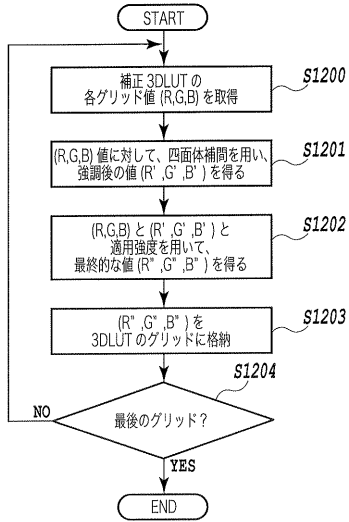 START
補正 3DLUT の
各グリッド値 (R,G,B) を取得
S1200
(R,G,B) 値に対して、四面体補間を用い、
強調後の値 (R' ,G' ,B' ) を得る
S1201
(R,G,B) と (R' ,G' ,B' ) と
適用強度を用いて、
最終的な値 (R" ,G" ,B" ) を得る
S1202
(R" ,G" ,B" ) を
3DLUT のグリッドに格納
S1203
S1204
最後のグリッド？
NO
YES
END